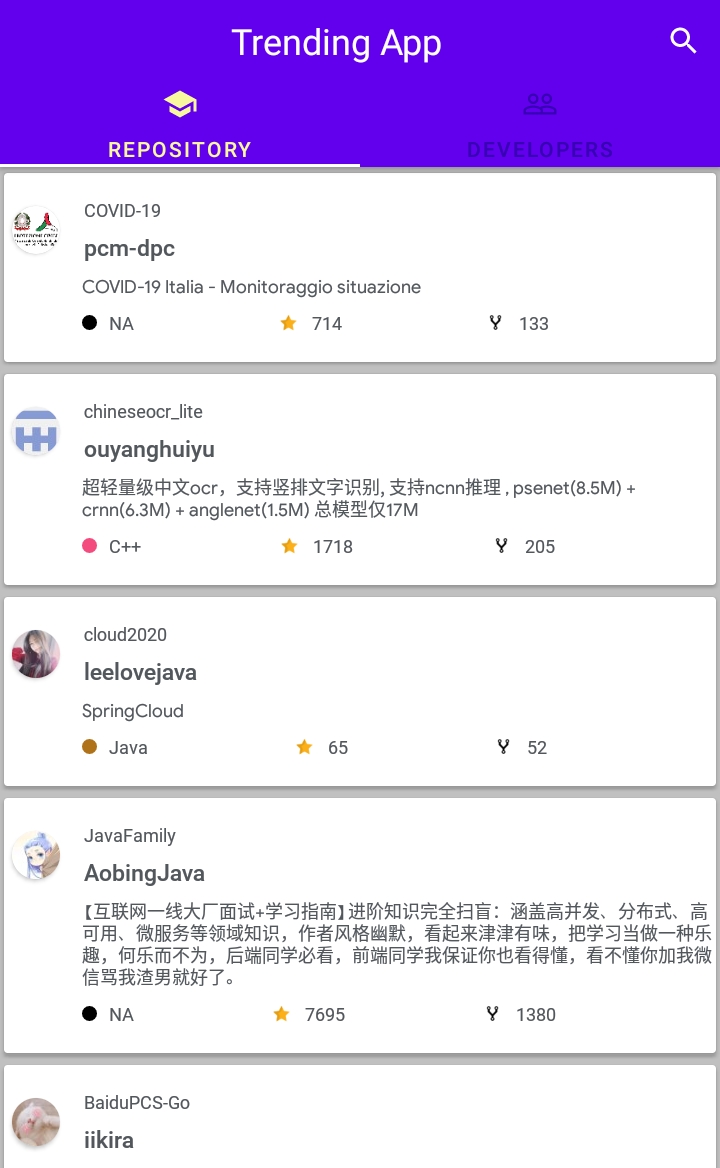 Trending App
REPOSITORY
DEVELOPERS
COVID-19
pcm-dpc
COVID-19 Italia - Monitoraggio situazione
NA
714
133
chineseocr_lite
ouyanghuiyu
超轻量级中文ocr，支持竖排文字识别, 支持ncnn推理 , psenet(8.5M) +
crnn(6.3M) + anglenet(1.5M) 总模型仅17M
C++
1718
205
cloud2020
leelovejava
SpringCloud
Java
65
52
JavaFamily
AobingJava
【互联网一线大厂面试+学习指南】进阶知识完全扫盲：涵盖高并发、分布式、高
可用、微服务等领域知识，作者风格幽默，看起来津津有味，把学习当做一种乐
趣，何乐而不为，后端同学必看，前端同学我保证你也看得懂，看不懂你加我微
信骂我渣男就好了。
NA
7695
1380
BaiduPCS-Go
iikira